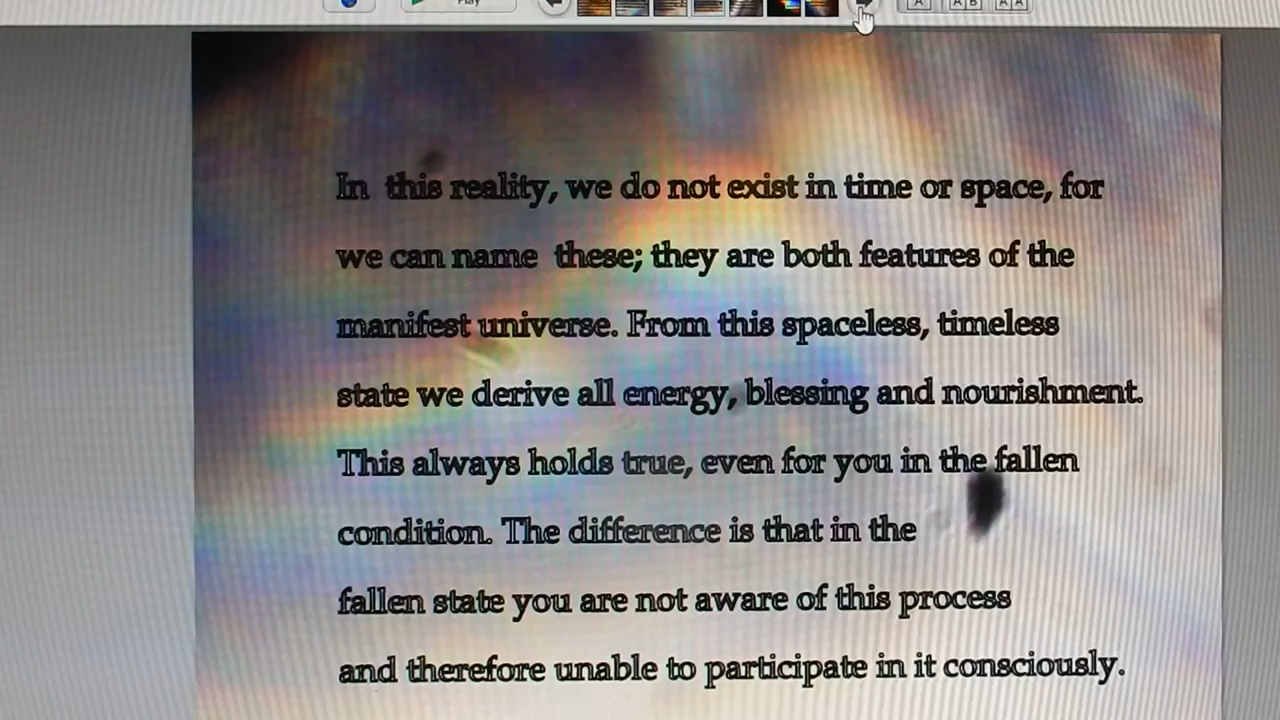 Play
A A B A A
In this reality, we do not exist in time or space, for
we can name these; they are both features of the
manifest universe. From this spaceless, timeless
state we derive all energy, blessing and nourishment.
This always holds true, even for you in the fallen
condition. The difference is that in the
fallen state you are not aware of this process
and therefore unable to participate in it consciously.